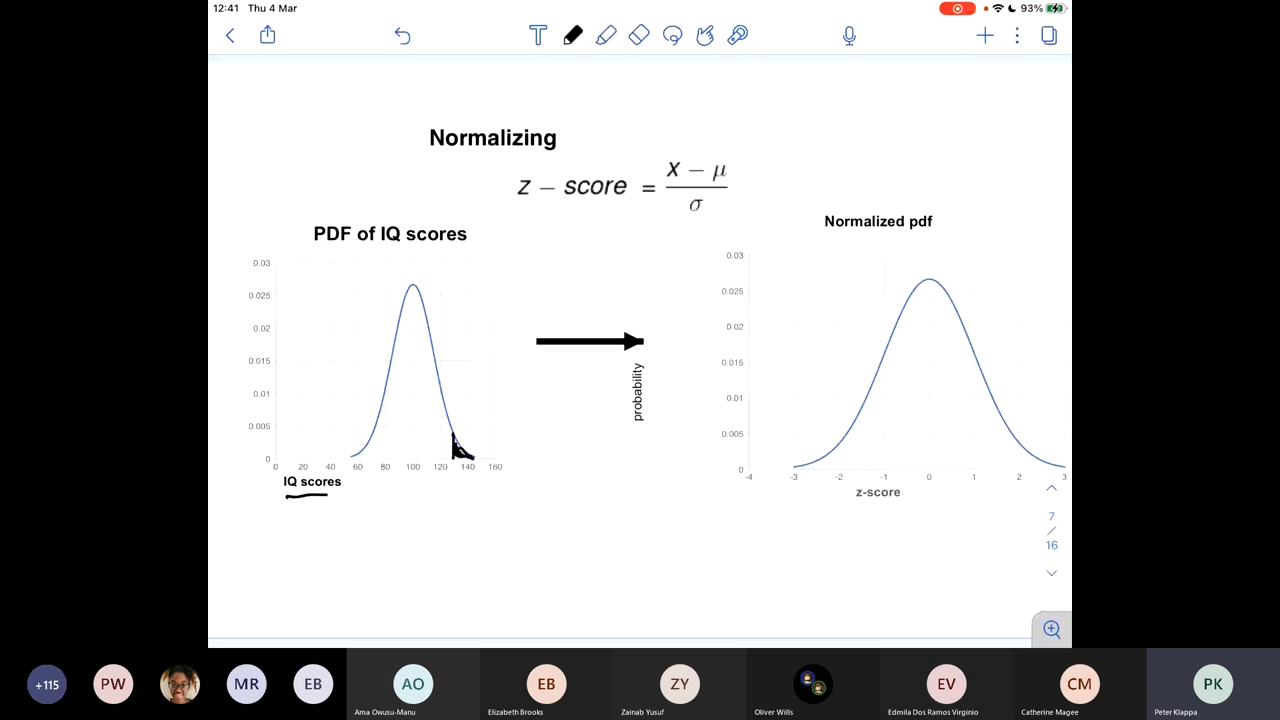 12:41 Thu 4 Mar
93%
T
Normalizing
z – score = x – μ / σ
PDF of IQ scores
0.03
0.025
0.02
0.015
0.01
0.005
0
0 20 40 60 80 100 120 140 160
IQ scores
probability
Normalized pdf
0.03
0.025
0.02
0.015
0.01
0.005
0
-4 -3 -2 -1 0 1 2 3
z-score
7
/
16
+115 PW MR EB AO EB ZY EV CM PK
Ama Owusu-Manu Elizabeth Brooks Zainab Yusuf Oliver Wills Edmila Dos Ramos Virginio Catherine Magee Peter Klappa